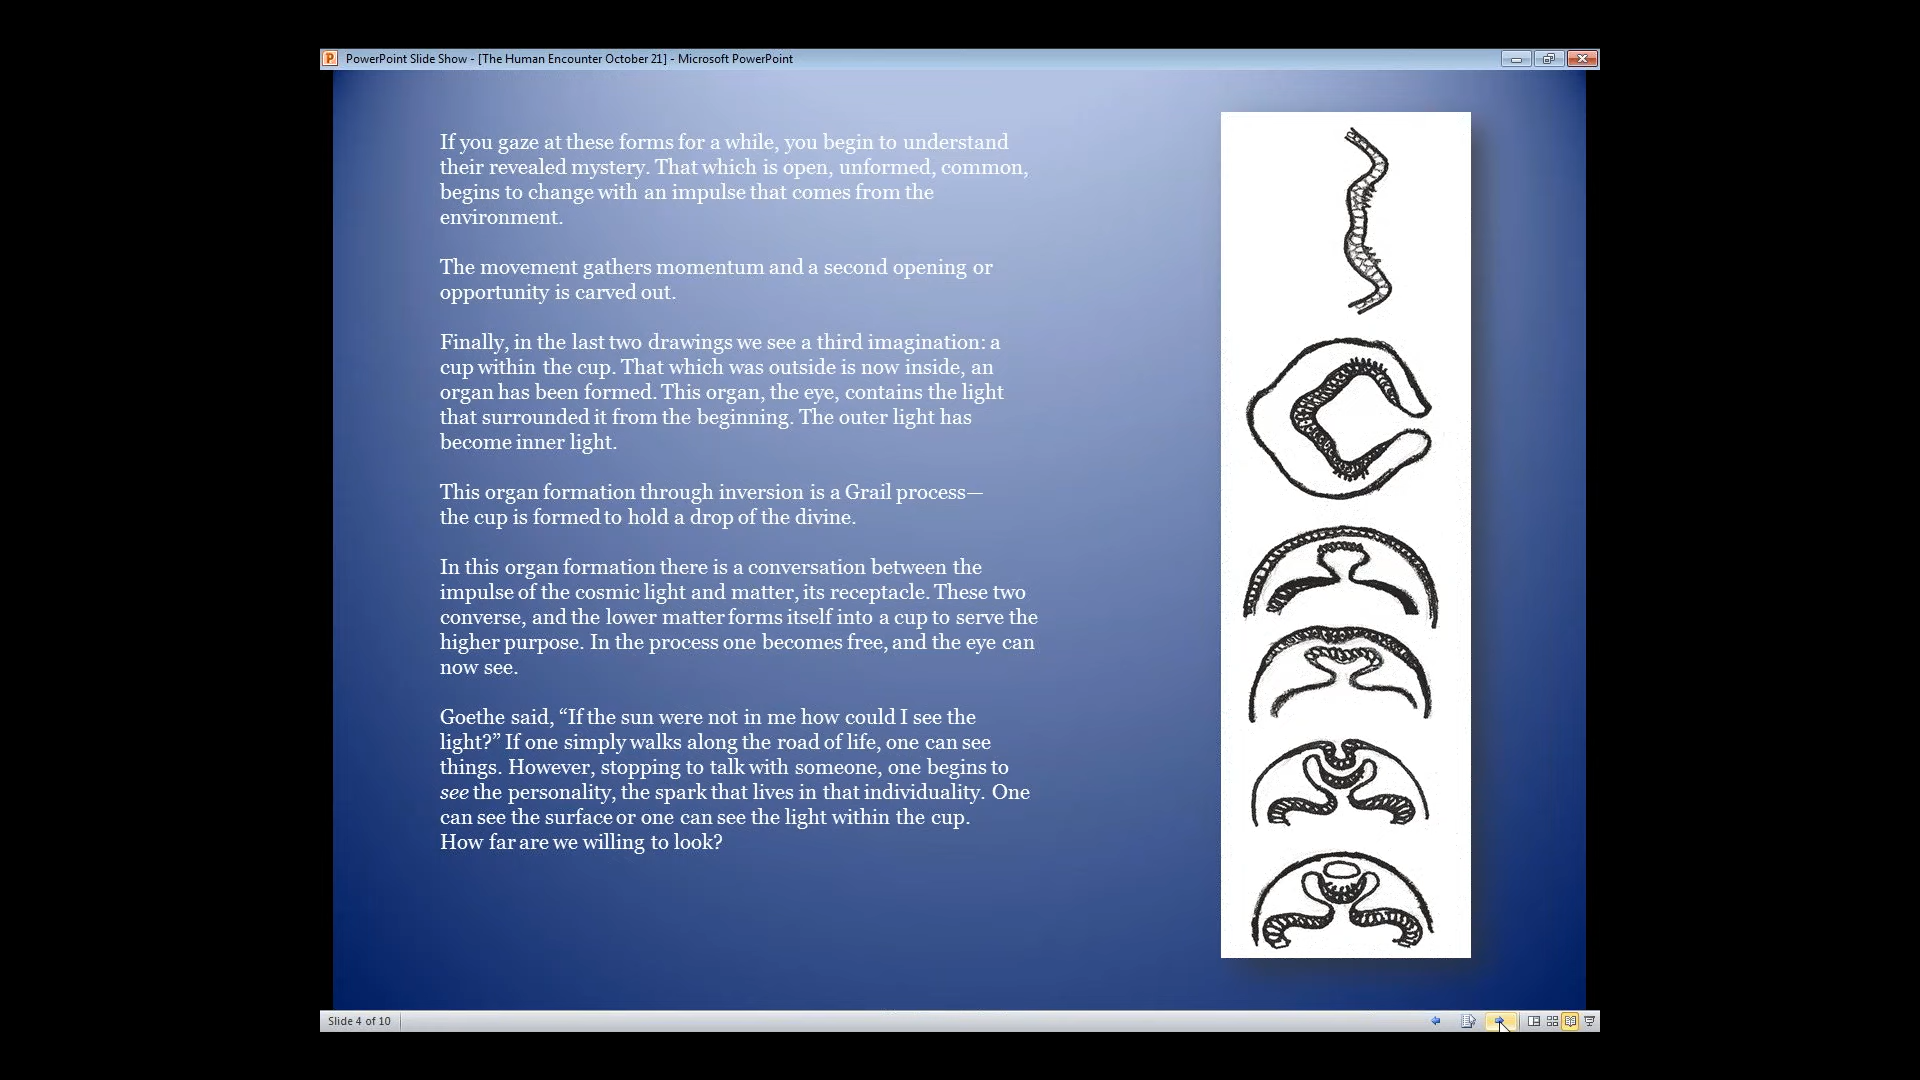 PowerPoint Slide Show - [The Human Encounter October 21] - Microsoft PowerPoint
If you gaze at these forms for a while, you begin to understand
their revealed mystery. That which is open, unformed, common,
begins to change with an impulse that comes from the
environment.
The movement gathers momentum and a second opening or
opportunity is carved out.
Finally, in the last two drawings we see a third imagination: a
cup within the cup. That which was outside is now inside, an
organ has been formed. This organ, the eye, contains the light
that surrounded it from the beginning. The outer light has
become inner light.
This organ formation through inversion is a Grail process—
the cup is formed to hold a drop of the divine.
In this organ formation there is a conversation between the
impulse of the cosmic light and matter, its receptacle. These two
converse, and the lower matter forms itself into a cup to serve the
higher purpose. In the process one becomes free, and the eye can
now see.
Goethe said, “If the sun were not in me how could I see the
light?” If one simply walks along the road of life, one can see
things. However, stopping to talk with someone, one begins to
see the personality, the spark that lives in that individuality. One
can see the surface or one can see the light within the cup.
How far are we willing to look?
Slide 4 of 10